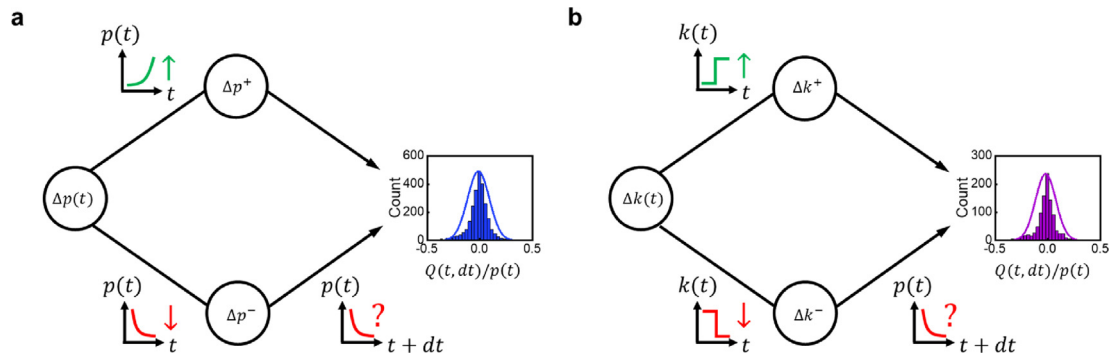 a
p(t)
↑
t
Δp⁺
Δp(t)
600
400
200
0
Count
-0.5 0.0 0.5
Q(t, dt)/p(t)
p(t)
↓
t
Δp⁻
p(t)
?
t + dt
b
k(t)
↑
t
Δk⁺
Δk(t)
300
200
100
0
Count
-0.5 0.0 0.5
Q(t, dt)/p(t)
k(t)
↓
t
Δk⁻
p(t)
?
t + dt